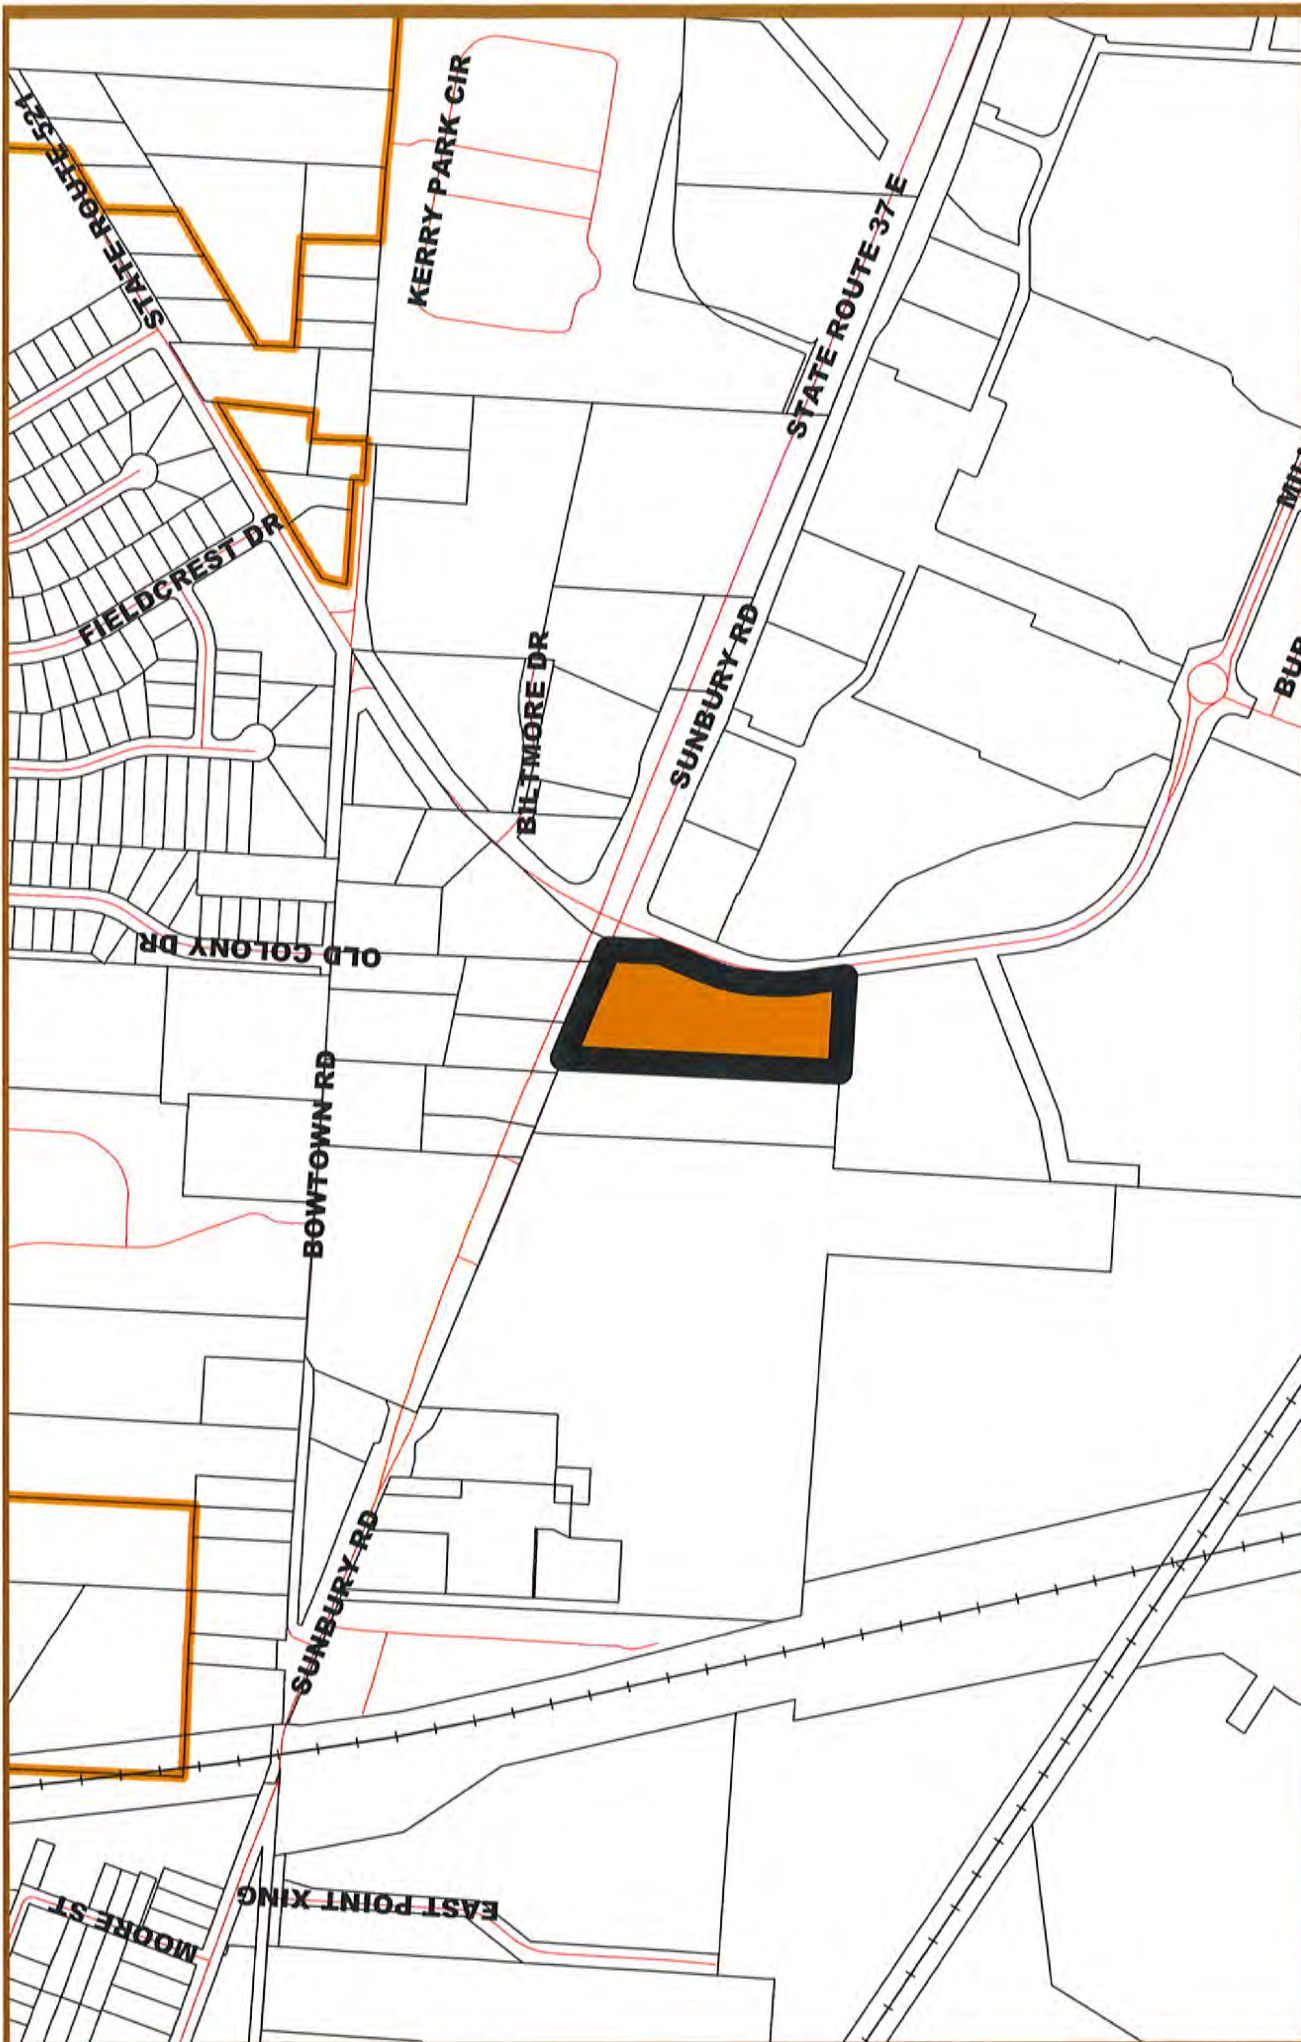 KERRY PARK CIR
STATE ROUTE 521
STATE ROUTE 37 E
FIELDCREST DR
BILTMORE DR
SUNBURY RD
OLD COLONY DR
BOWTOWN RD
SUNBURY RD
EAST POINT XING
MOORE ST